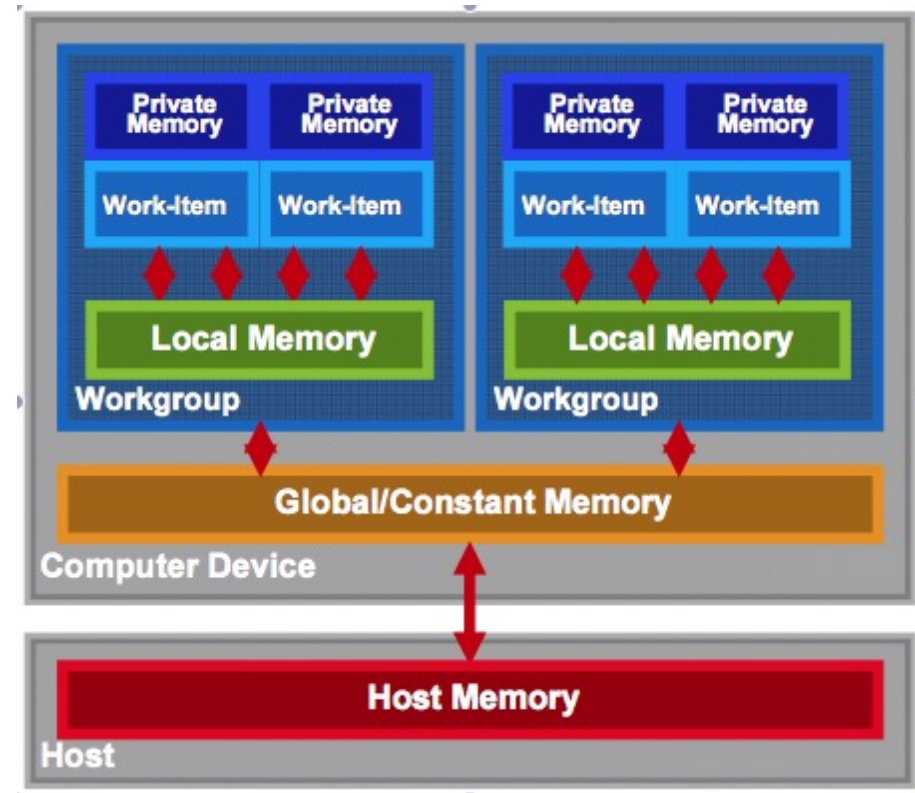 Private Memory
Private Memory
Private Memory
Private Memory
Work-Item
Work-Item
Work-Item
Work-Item
Local Memory
Local Memory
Workgroup
Workgroup
Global/Constant Memory
Computer Device
Host Memory
Host